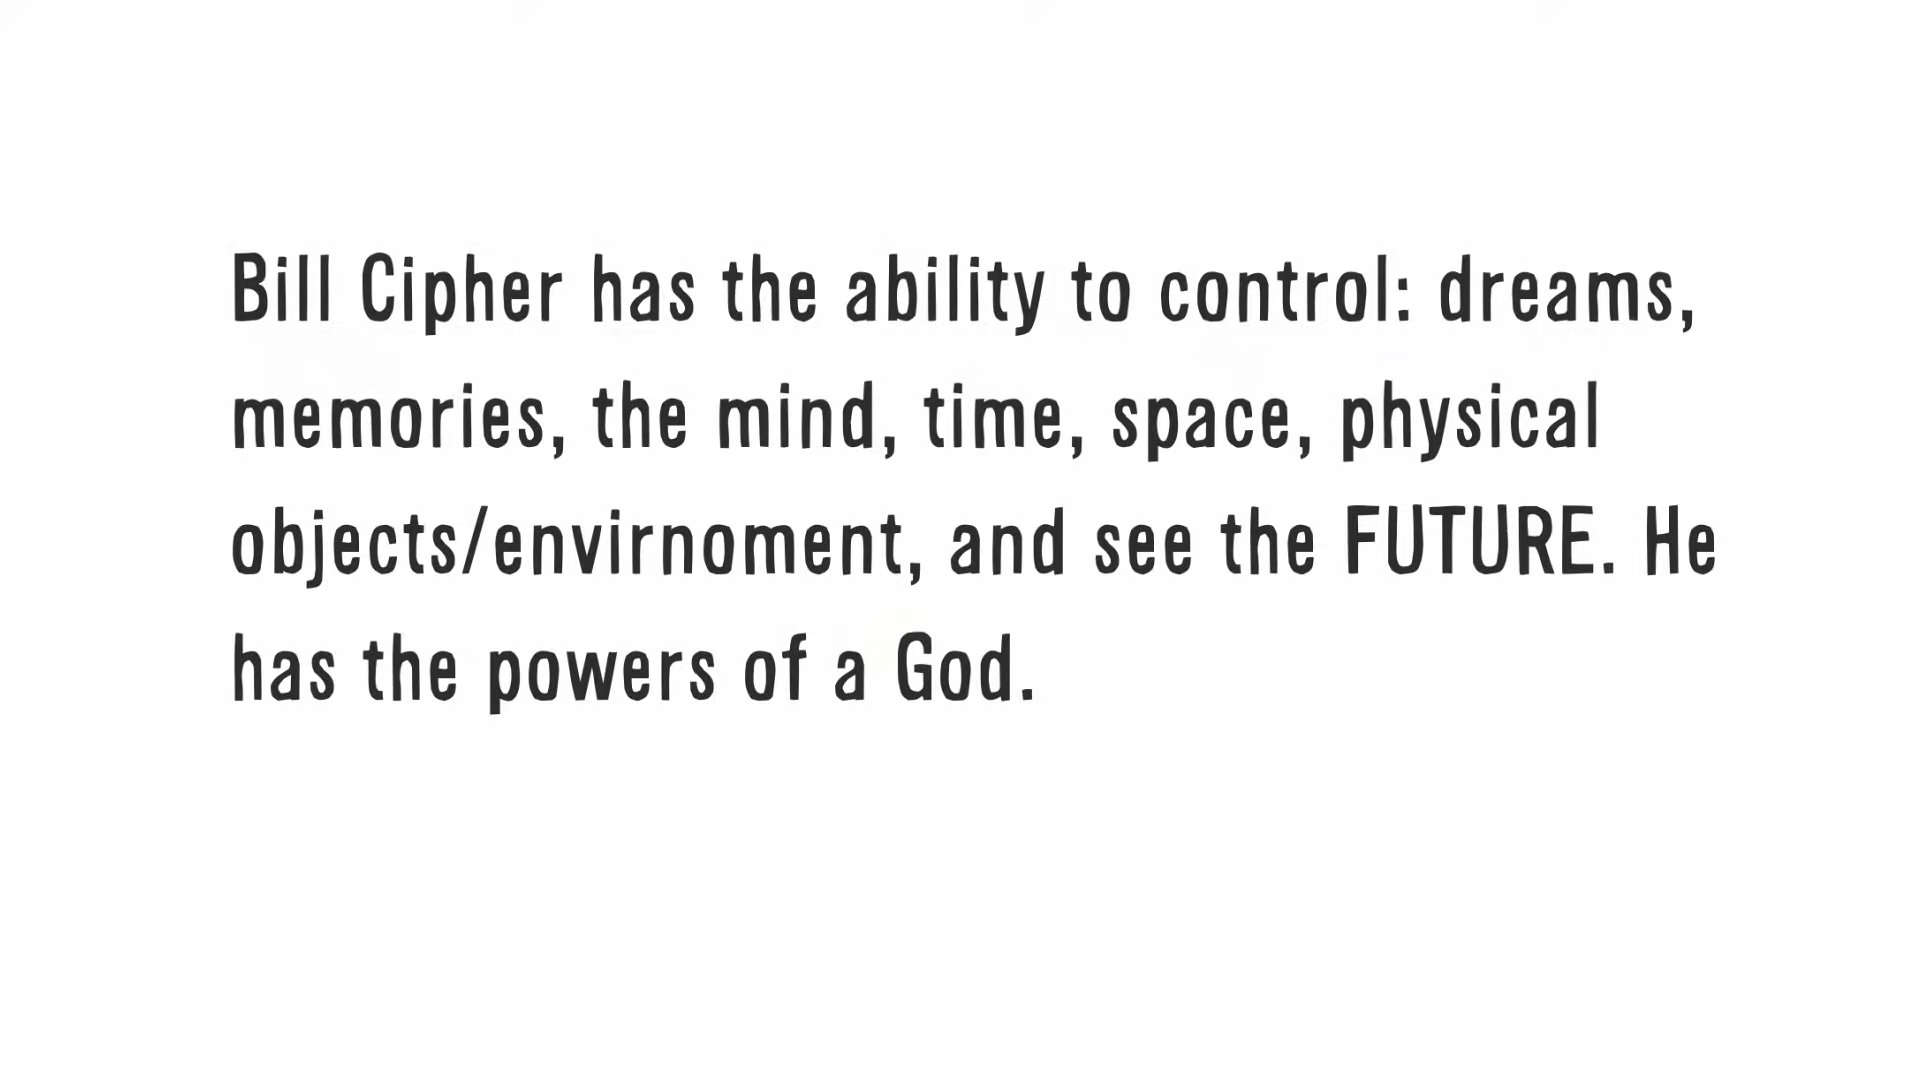 Bill Cipher has the ability to control: dreams,
memories, the mind, time, space, physical
objects/envirnoment, and see the FUTURE. He
has the powers of a God.